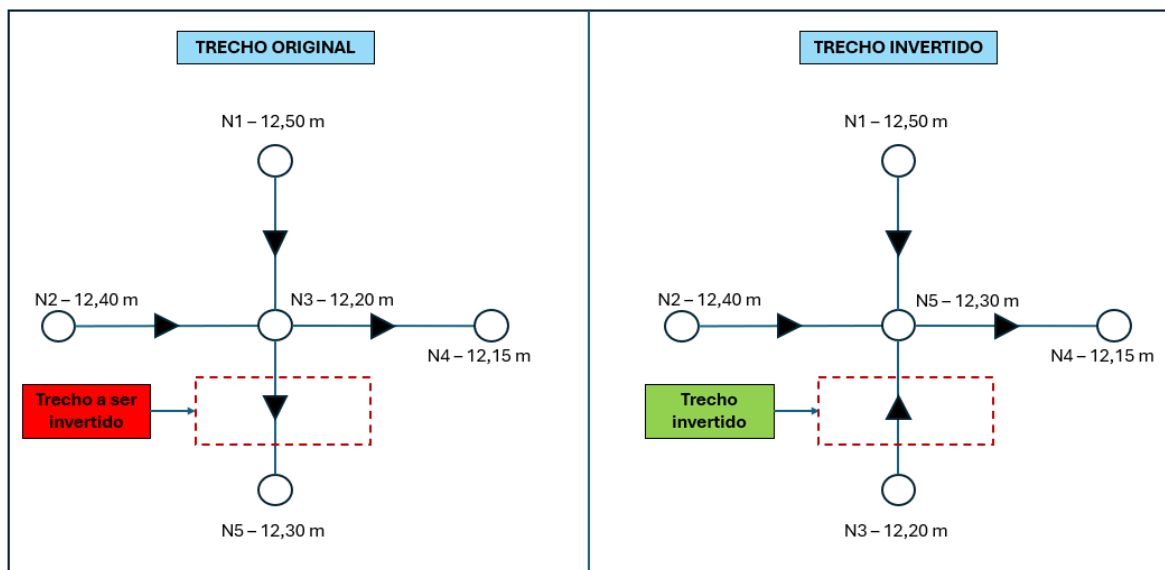 TRECHO ORIGINAL
N1 – 12,50 m
N2 – 12,40 m
N3 – 12,20 m
N4 – 12,15 m
Trecho a ser
invertido
N5 – 12,30 m
TRECHO INVERTIDO
N1 – 12,50 m
N2 – 12,40 m
N5 – 12,30 m
N4 – 12,15 m
Trecho
invertido
N3 – 12,20 m